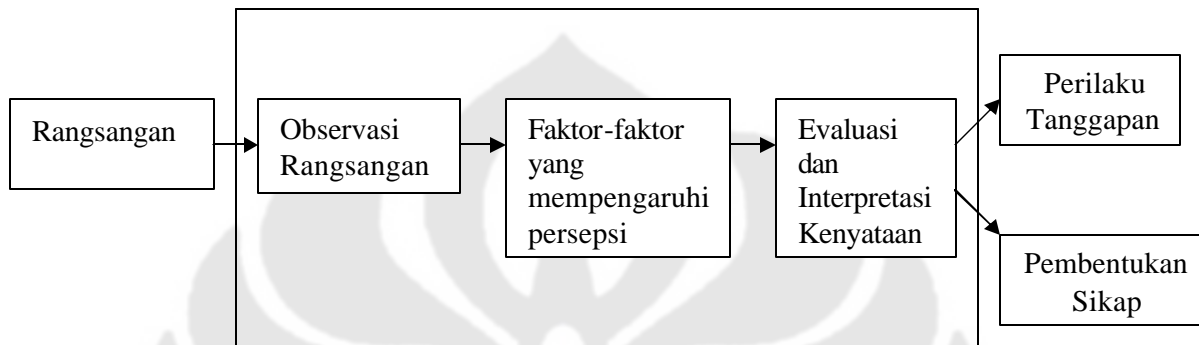 Rangsangan
Observasi
Rangsangan
Faktor-faktor
yang
mempengaruhi
persepsi
Evaluasi
dan
Interpretasi
Kenyataan
Perilaku
Tanggapan
Pembentukan
Sikap